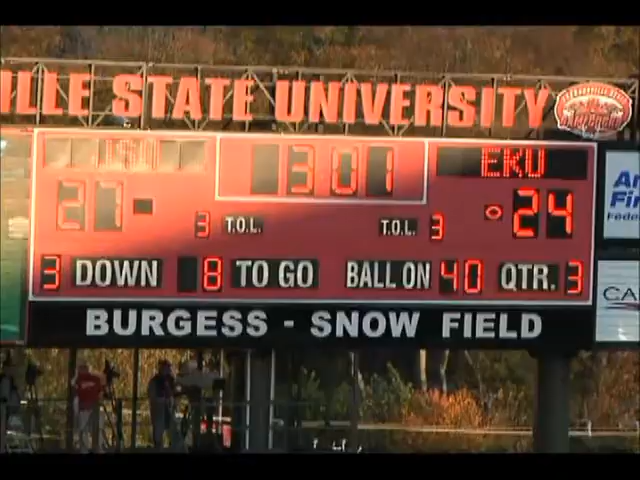 ILLE STATE UNIVERSITY
EKU
3 01
27 24
3 T.O.L. T.O.L. 3
3 DOWN 8 TO GO BALL ON 40 QTR. 3
BURGESS - SNOW FIELD